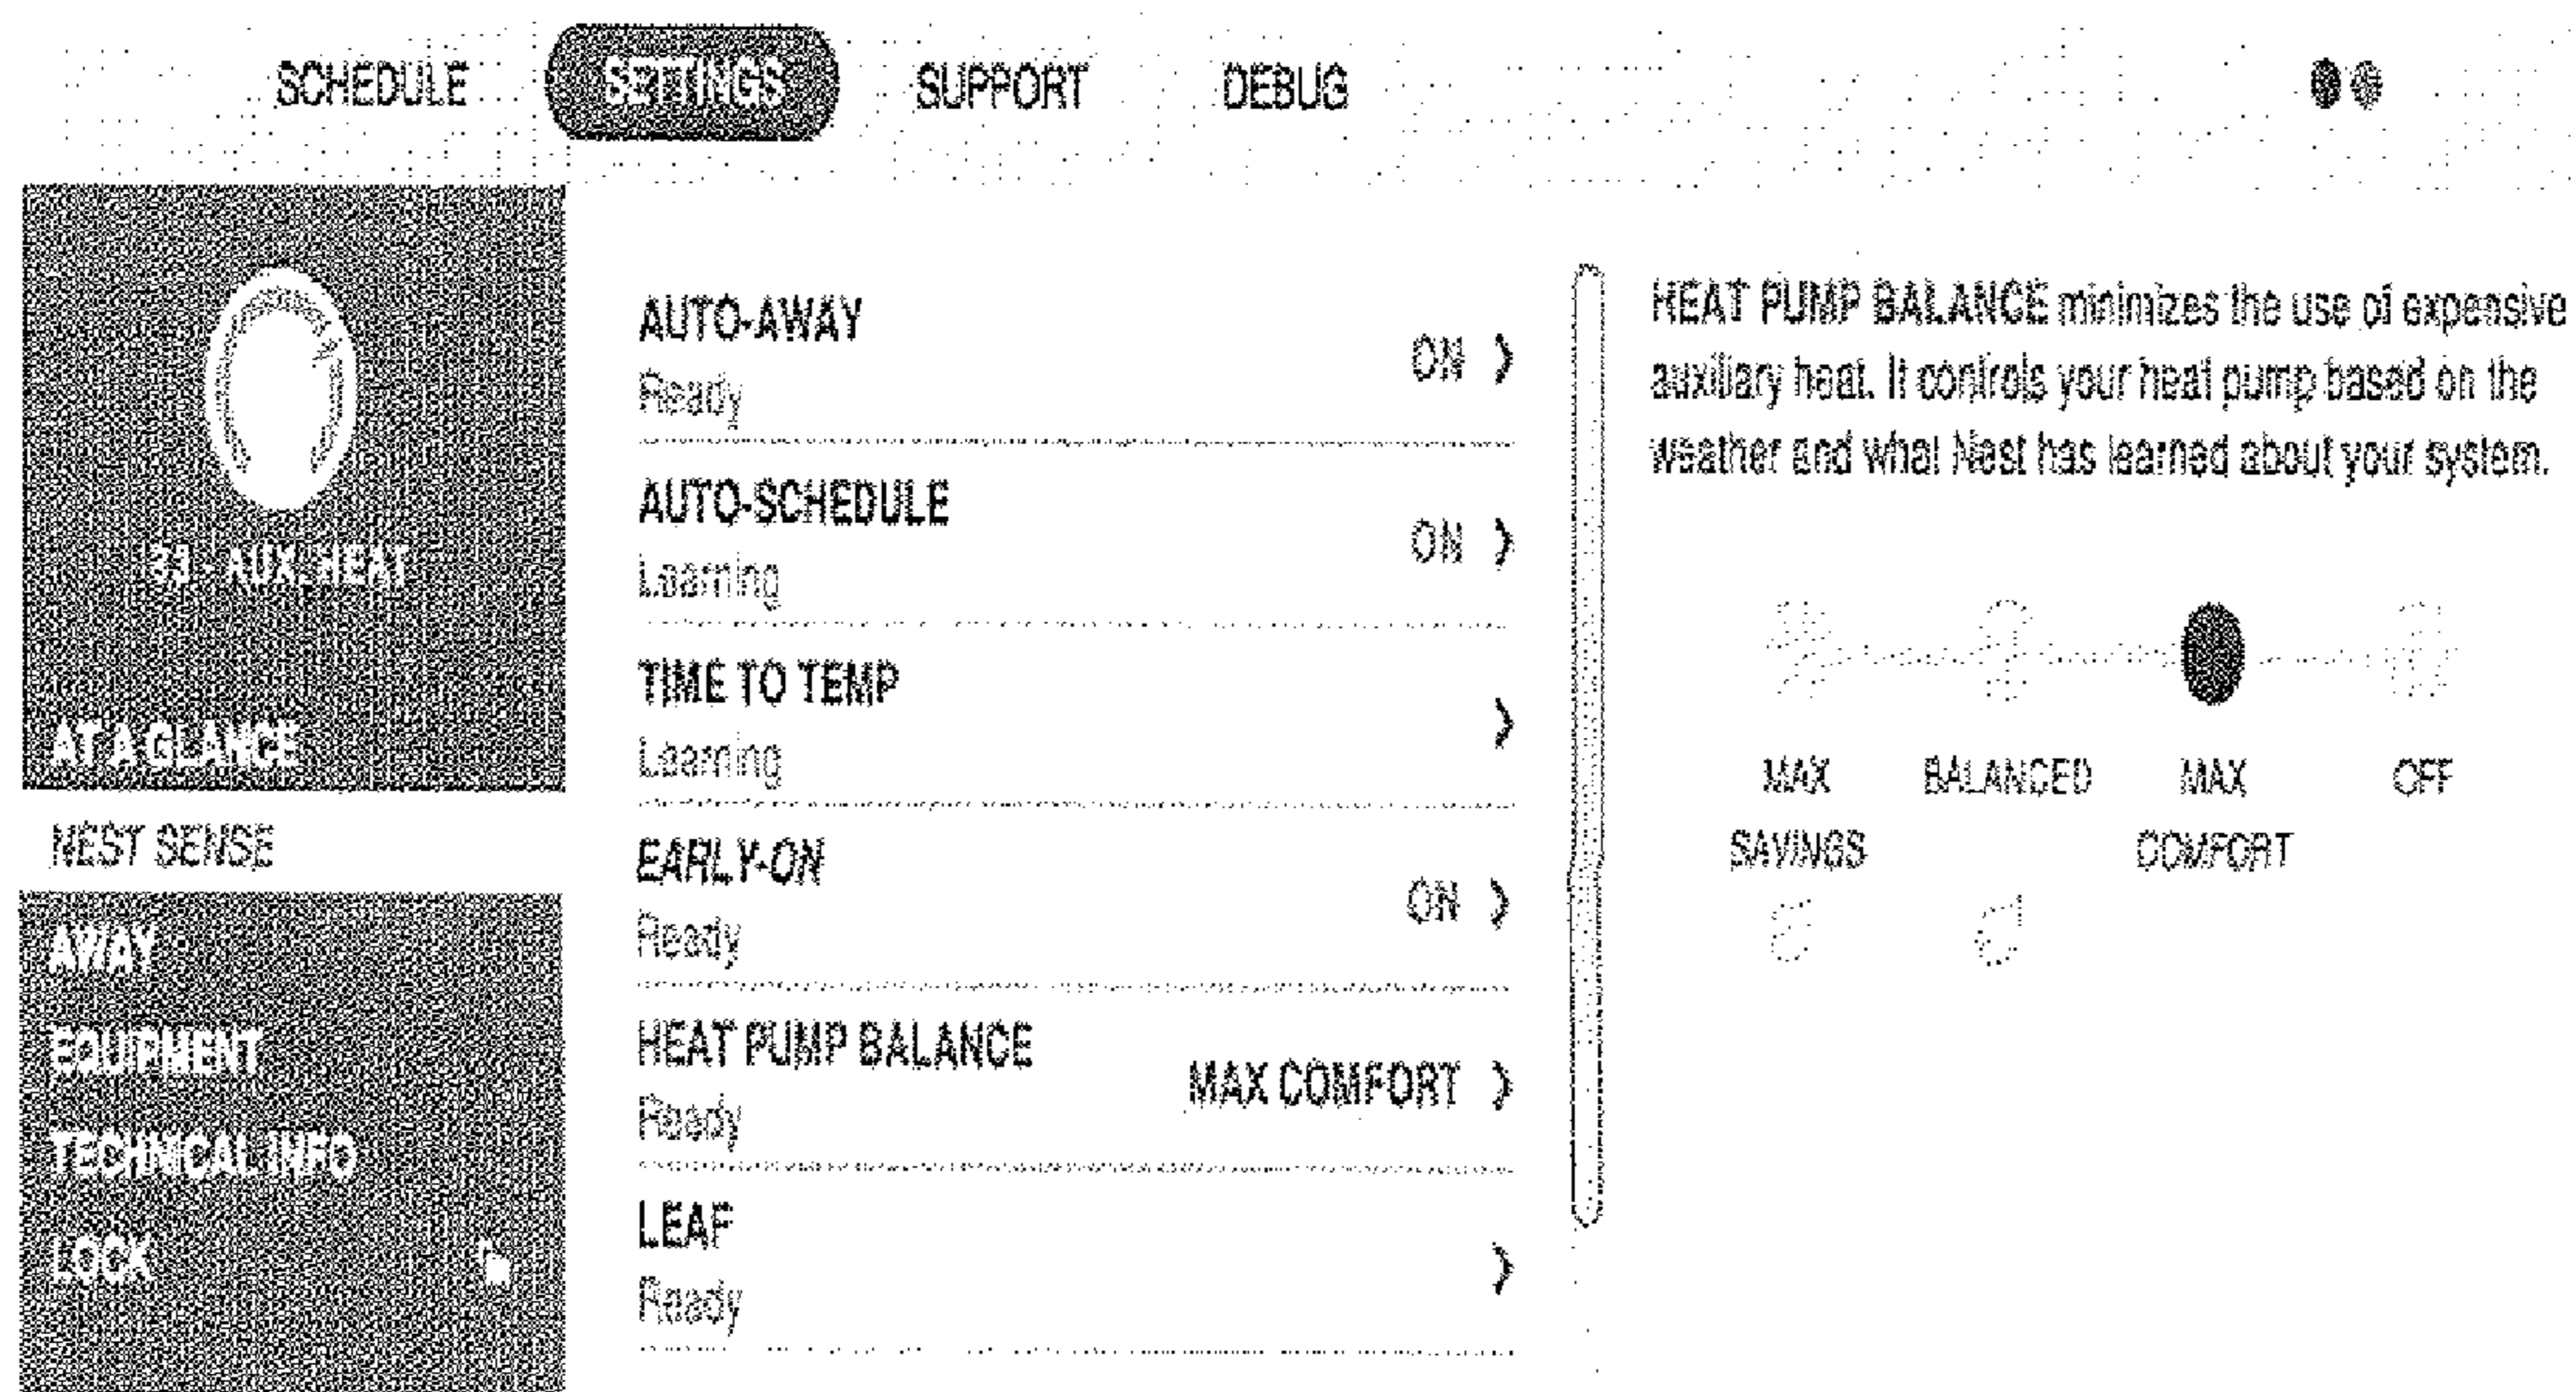 SCHEDULE
SETTINGS
SUPPORT
DEBUG
33 - AUX. HEAT
AT A GLANCE
NEST SENSE
AWAY
EQUIPMENT
TECHNICAL INFO
LOCK
AUTO-AWAY
Ready
ON
AUTO-SCHEDULE
Learning
ON
TIME TO TEMP
Learning
EARLY-ON
Ready
ON
HEAT PUMP BALANCE
Ready
MAX COMFORT
LEAF
Ready
HEAT PUMP BALANCE minimizes the use of expensive
auxiliary heat. It controls your heat pump based on the
weather and what Nest has learned about your system.
MAX
SAVINGS
BALANCED
MAX
COMFORT
OFF